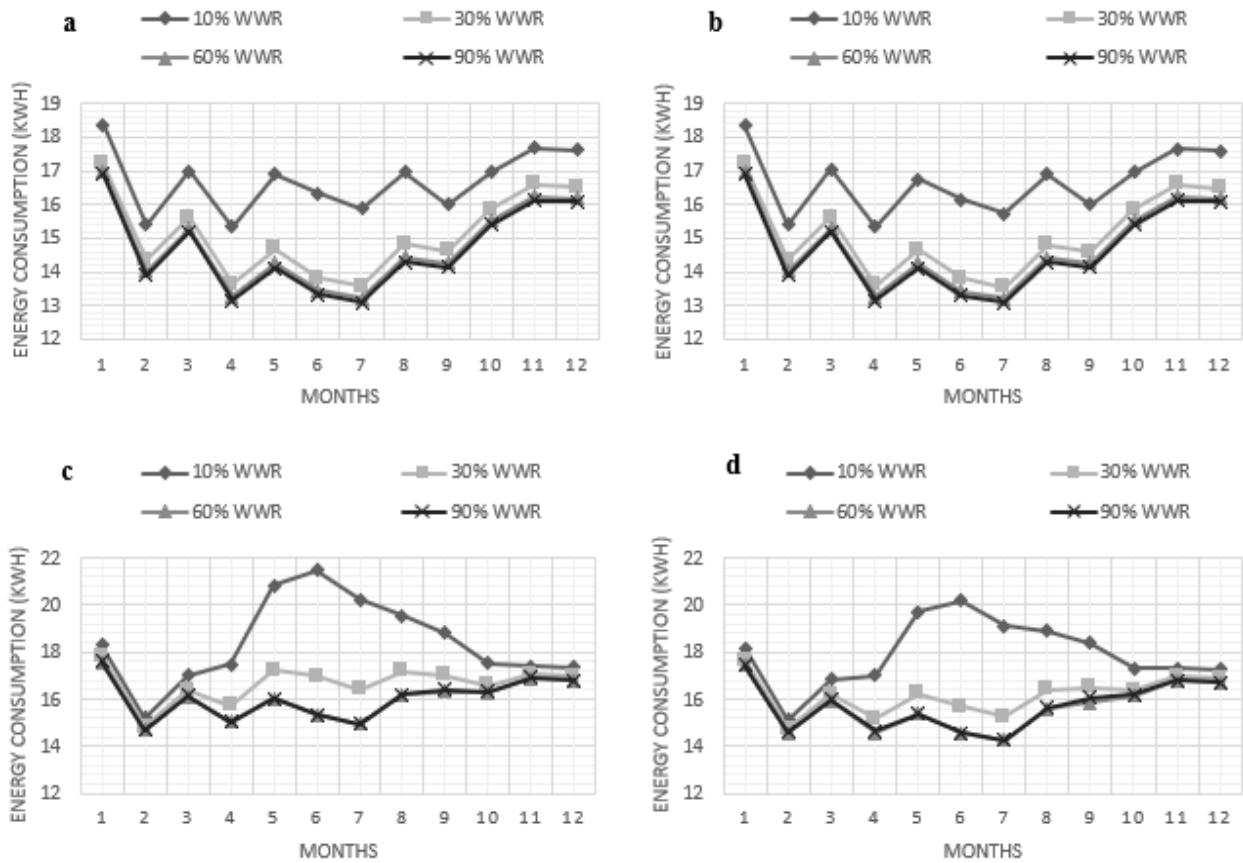 a
10% WWR
30% WWR
60% WWR
90% WWR
ENERGY CONSUMPTION (KWH)
19
18
17
16
15
14
13
12
1 2 3 4 5 6 7 8 9 10 11 12
MONTHS
b
10% WWR
30% WWR
60% WWR
90% WWR
ENERGY CONSUMPTION (KWH)
19
18
17
16
15
14
13
12
1 2 3 4 5 6 7 8 9 10 11 12
MONTHS
c
10% WWR
30% WWR
60% WWR
90% WWR
ENERGY CONSUMPTION (KWH)
22
20
18
16
14
12
1 2 3 4 5 6 7 8 9 10 11 12
MONTHS
d
10% WWR
30% WWR
60% WWR
90% WWR
ENERGY CONSUMPTION (KWH)
22
20
18
16
14
12
1 2 3 4 5 6 7 8 9 10 11 12
MONTHS